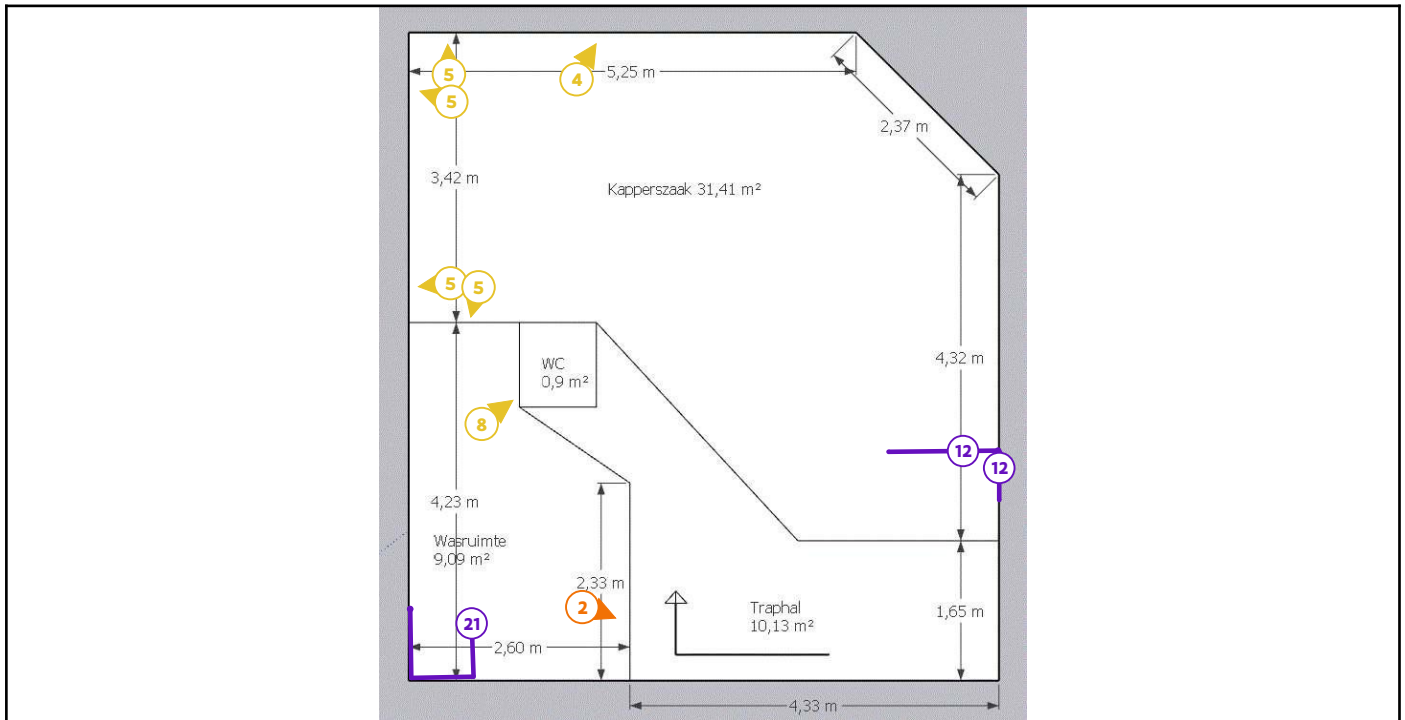 5
4
5,25 m
5
2,37 m
3,42 m
Kapperszaak 31,41 m²
5
5
WC
0,9 m²
4,32 m
8
12
12
4,23 m
Wasruimte
9,09 m²
2,33 m
2
Traphal
10,13 m²
1,65 m
21
2,60 m
4,33 m